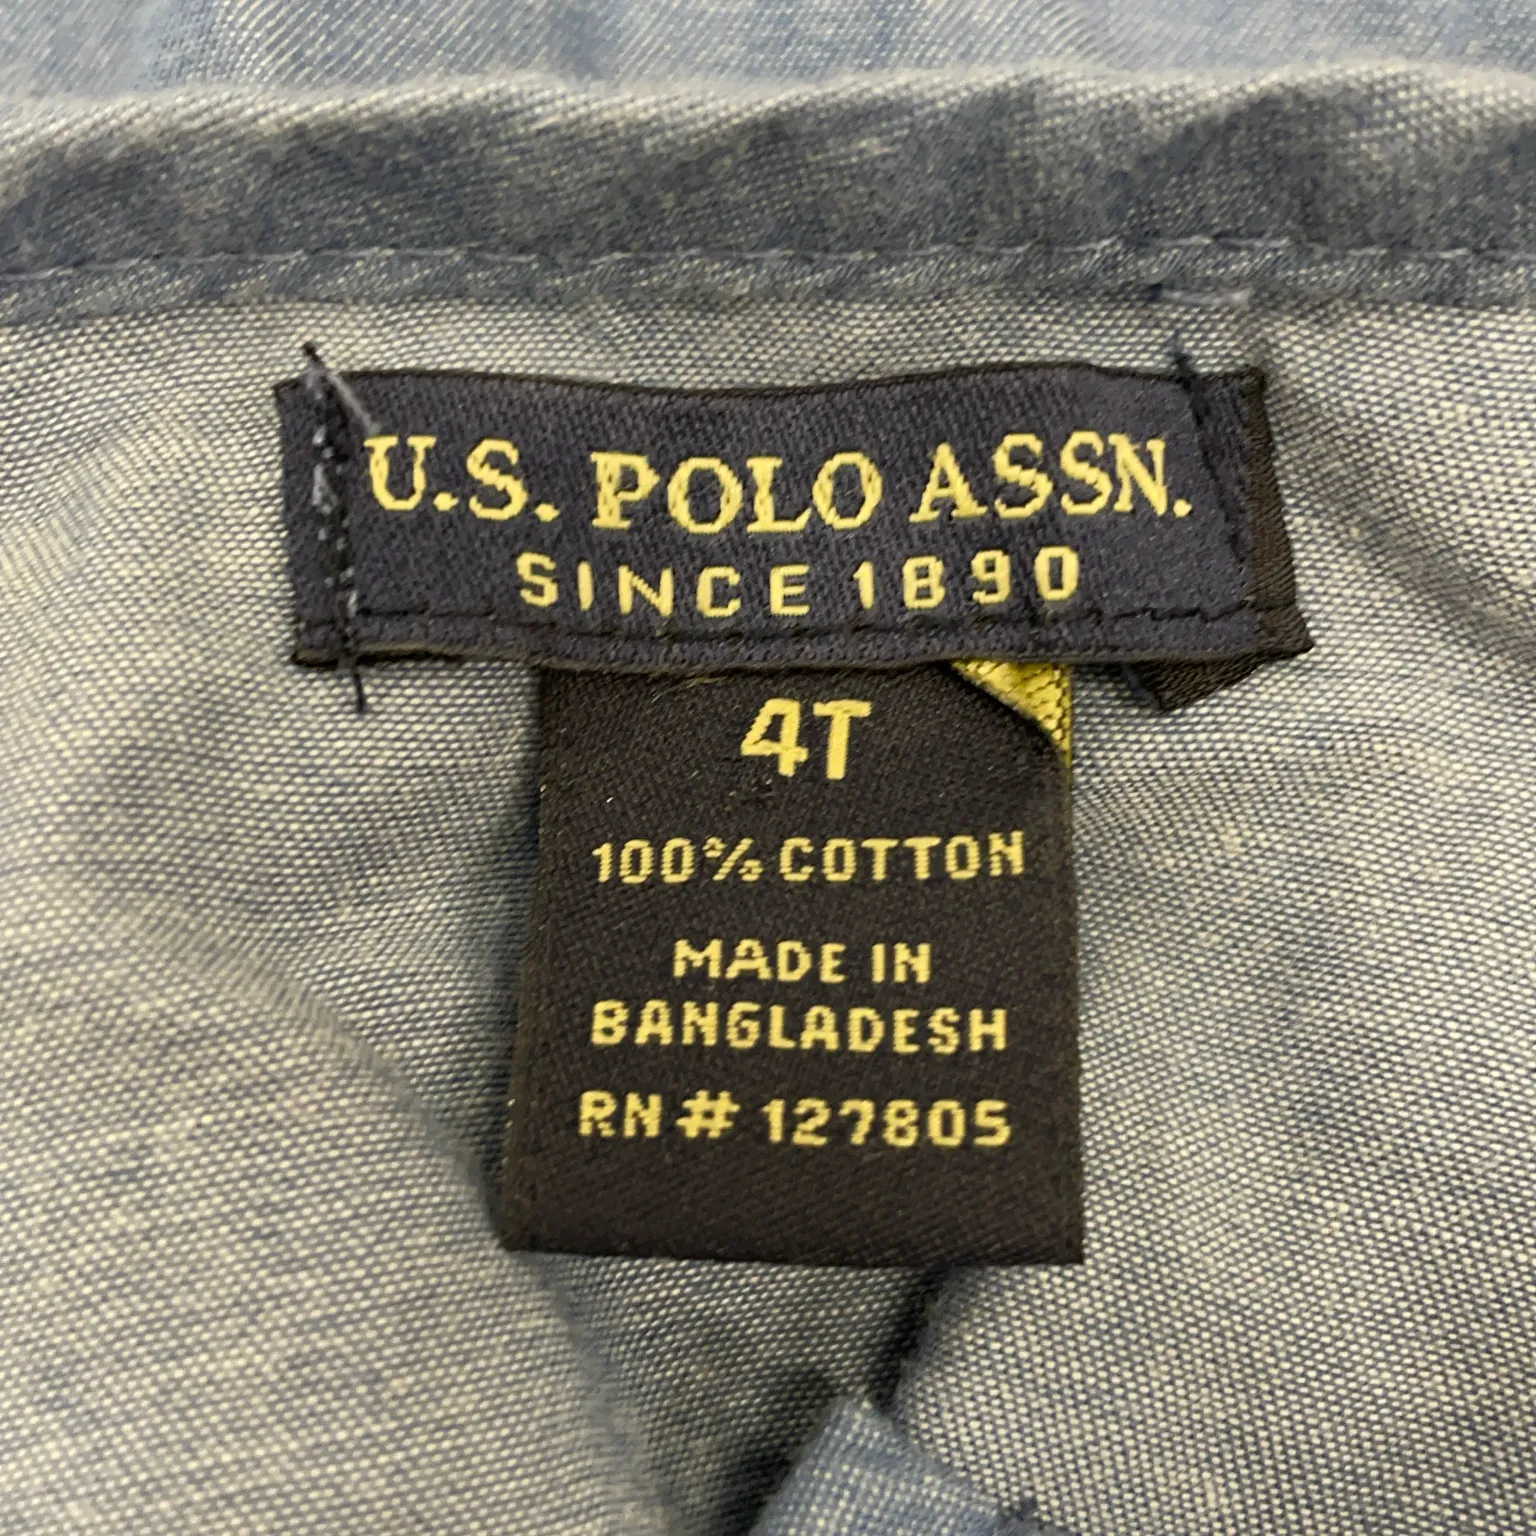 U.S. POLO ASSN.
SINCE 1890
4T
100% COTTON
MADE IN
BANGLADESH
RN# 127805